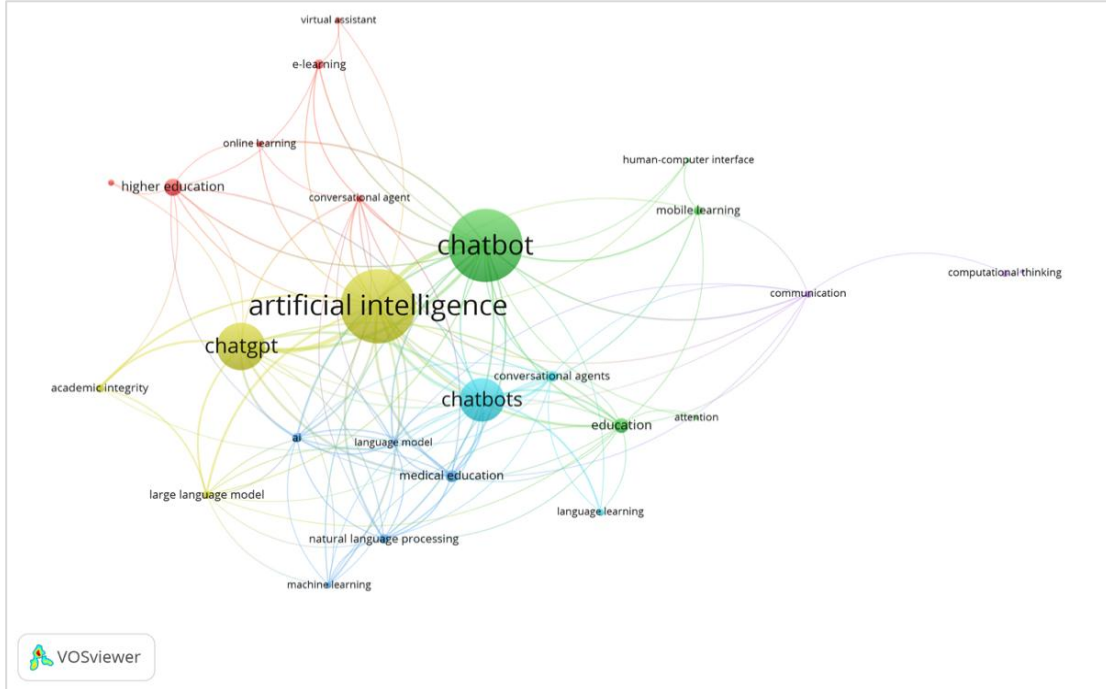 virtual assistant
e-learning
online learning
human-computer interface
higher education
conversational agent
mobile learning
chatbot
computational thinking
communication
artificial intelligence
chatgpt
conversational agents
academic integrity
chatbots
attention
education
ai
language model
medical education
large language model
language learning
natural language processing
machine learning
VOSviewer